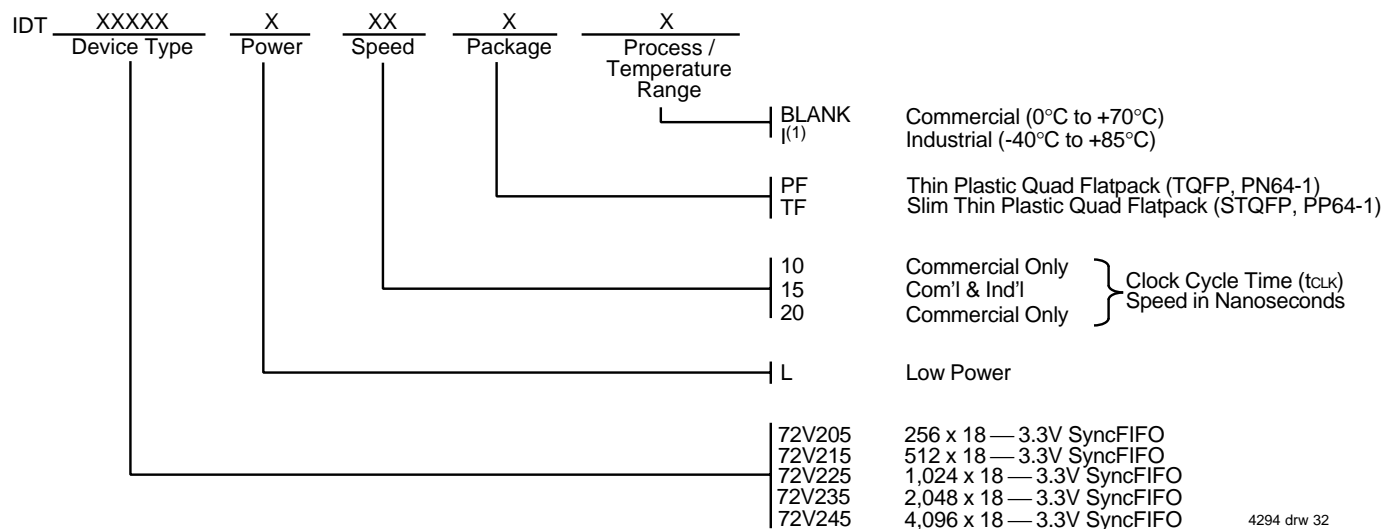 IDT XXXXX X XX X X
Device Type Power Speed Package Process /
Temperature
Range
BLANK Commercial (0°C to +70°C)
I(1) Industrial (-40°C to +85°C)
PF Thin Plastic Quad Flatpack (TQFP, PN64-1)
TF Slim Thin Plastic Quad Flatpack (STQFP, PP64-1)
10 Commercial Only
15 Com'l & Ind'l
20 Commercial Only
Clock Cycle Time (tCLK)
Speed in Nanoseconds
L Low Power
72V205 256 x 18 — 3.3V SyncFIFO
72V215 512 x 18 — 3.3V SyncFIFO
72V225 1,024 x 18 — 3.3V SyncFIFO
72V235 2,048 x 18 — 3.3V SyncFIFO
72V245 4,096 x 18 — 3.3V SyncFIFO
4294 drw 32